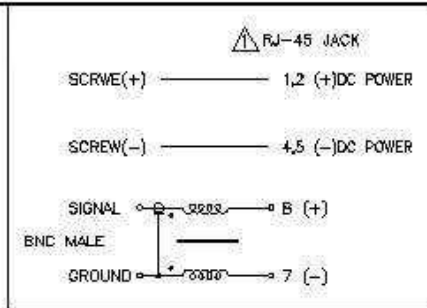 RJ-45 JACK
SCRWE(+) 1,2 (+)DC POWER
SCREW(-) 4,5 (-)DC POWER
SIGNAL 8 (+)
BNC MALE
GROUND 7 (-)